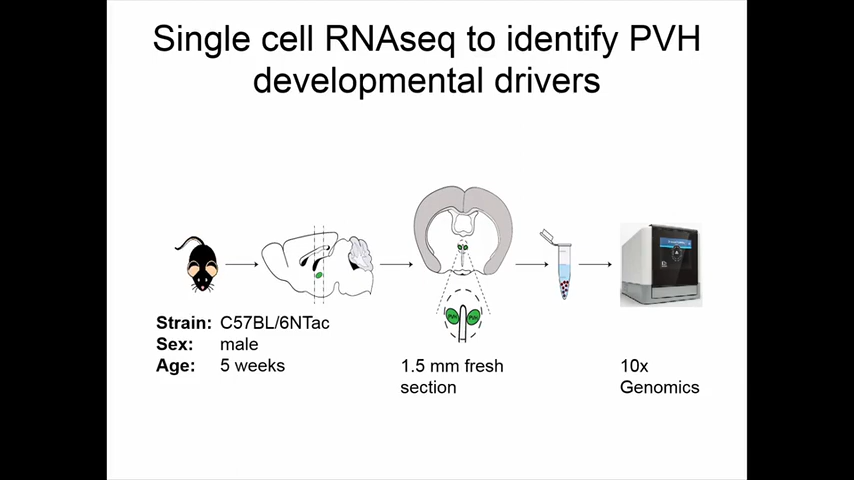 Single cell RNAseq to identify PVH
developmental drivers
Strain: C57BL/6NTac
Sex: male
Age: 5 weeks
1.5 mm fresh
section
10x
Genomics